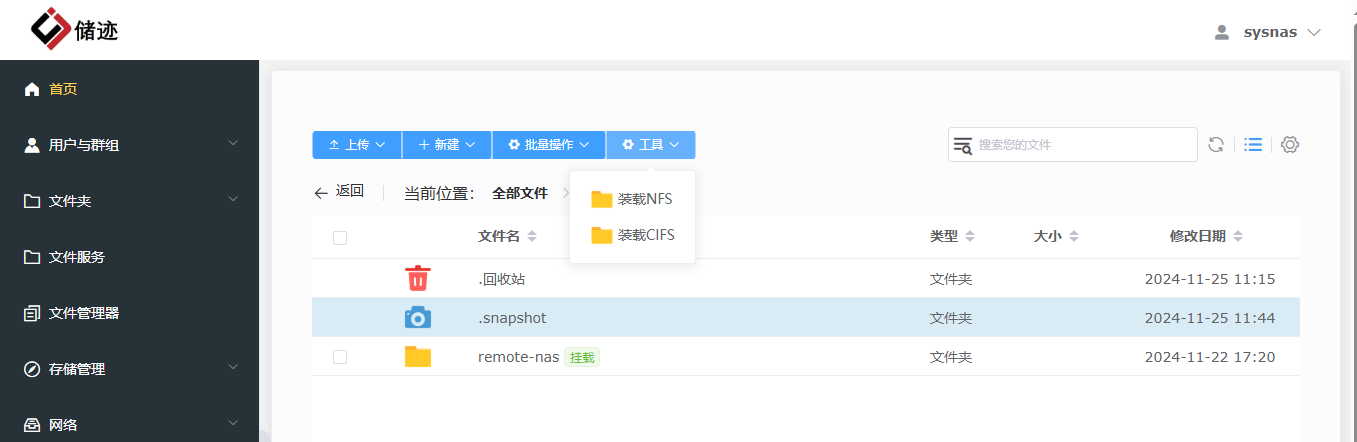 储迹
sysnas
首页
用户与群组
文件夹
文件服务
文件管理器
存储管理
网络
上传 新建 批量操作 工具
搜索您的文件
返回 当前位置： 全部文件
装载NFS
装载CIFS
文件名 类型 大小 修改日期
.回收站 文件夹 2024-11-25 11:15
.snapshot 文件夹 2024-11-25 11:44
remote-nas 挂载 文件夹 2024-11-22 17:20